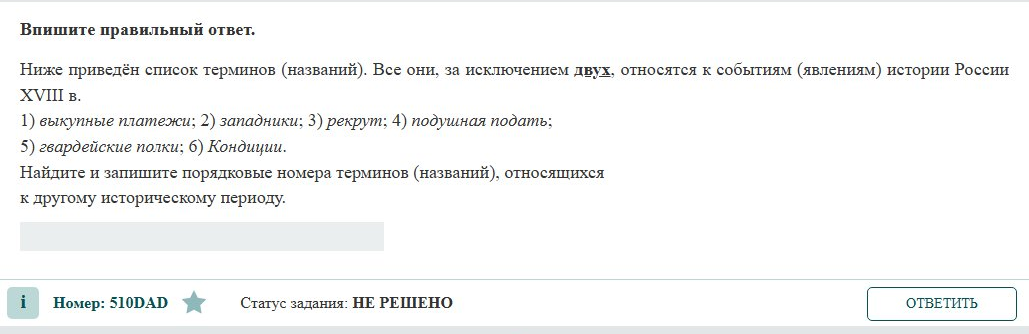 Впишите правильный ответ.
Ниже приведён список терминов (названий). Все они, за исключением двух, относятся к событиям (явлениям) истории России
XVIII в.
1) выкупные платежи; 2) западники; 3) рекрут; 4) подушная подать;
5) гвардейские полки; 6) Кондиции.
Найдите и запишите порядковые номера терминов (названий), относящихся
к другому историческому периоду.
i Номер: 510DAD Статус задания: НЕ РЕШЕНО ОТВЕТИТЬ